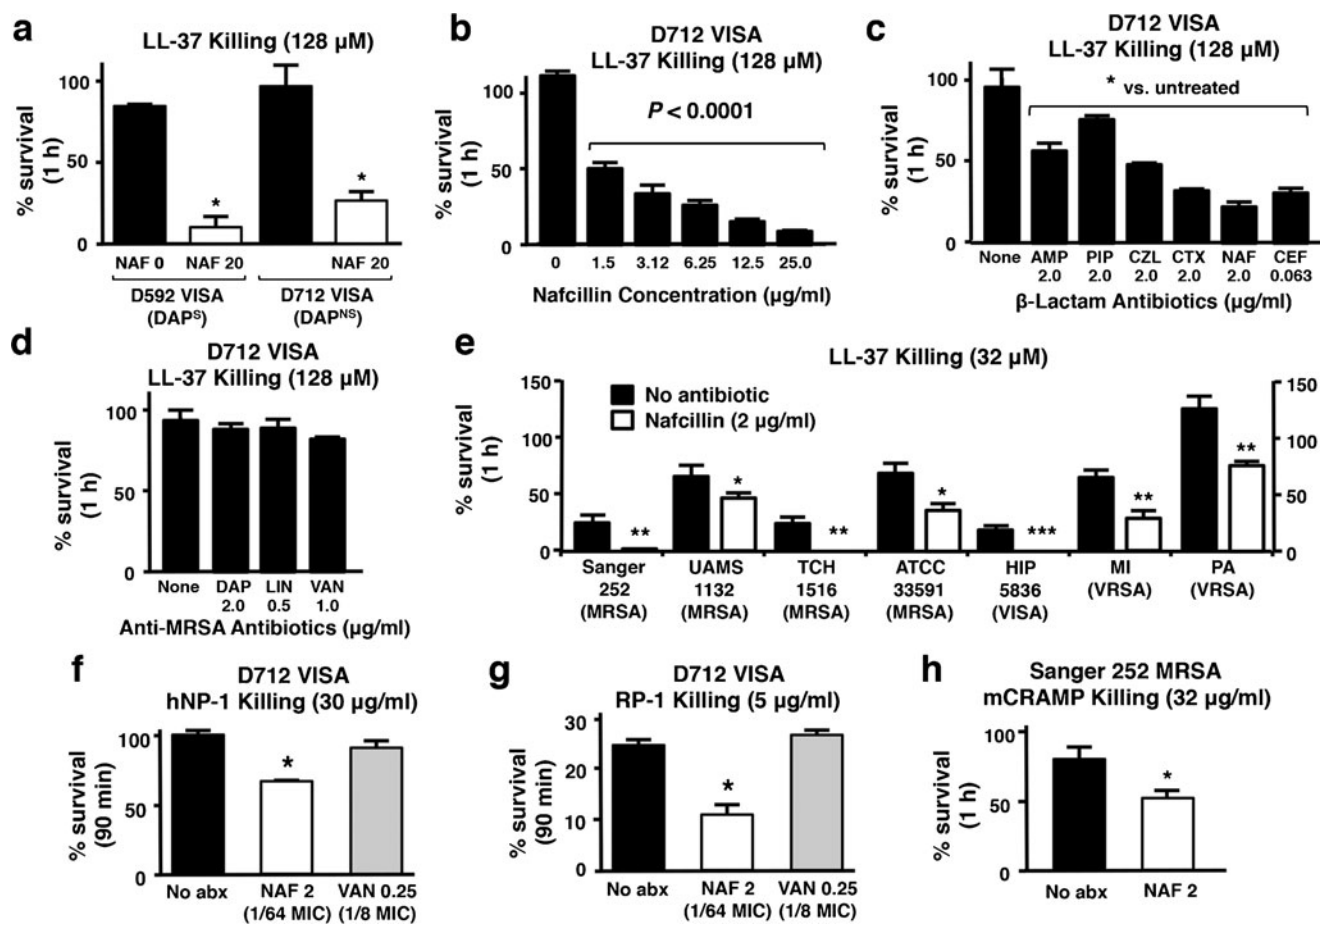 a
LL-37 Killing (128 µM)
% survival
(1 h)
100
50
0
*
*
NAF 0 NAF 20 NAF 20
D592 VISA
(DAPS)
D712 VISA
(DAPNS)
b
D712 VISA
LL-37 Killing (128 µM)
P < 0.0001
% survival
(1 h)
100
50
0
0 1.5 3.12 6.25 12.5 25.0
Nafcillin Concentration (µg/ml)
c
D712 VISA
LL-37 Killing (128 µM)
* vs. untreated
% survival
(1 h)
100
50
0
None AMP PIP CZL CTX NAF CEF
2.0 2.0 2.0 2.0 2.0 0.063
β-Lactam Antibiotics (µg/ml)
d
D712 VISA
LL-37 Killing (128 µM)
% survival
(1 h)
100
50
0
None DAP LIN VAN
2.0 0.5 1.0
Anti-MRSA Antibiotics (µg/ml)
e
LL-37 Killing (32 µM)
No antibiotic
Nafcillin (2 µg/ml)
% survival
(1 h)
150
100
50
0
150
100
50
0
** * ** * *** ** **
Sanger UAMS TCH ATCC HIP MI PA
252 1132 1516 33591 5836 (VRSA) (VRSA)
(MRSA) (MRSA) (MRSA) (MRSA) (VISA)
f
D712 VISA
hNP-1 Killing (30 µg/ml)
% survival
(90 min)
100
50
0
*
No abx NAF 2 VAN 0.25
(1/64 MIC) (1/8 MIC)
g
D712 VISA
RP-1 Killing (5 µg/ml)
% survival
(90 min)
30
20
10
0
*
No abx NAF 2 VAN 0.25
(1/64 MIC) (1/8 MIC)
h
Sanger 252 MRSA
mCRAMP Killing (32 µg/ml)
% survival
(1 h)
100
50
0
*
No abx NAF 2